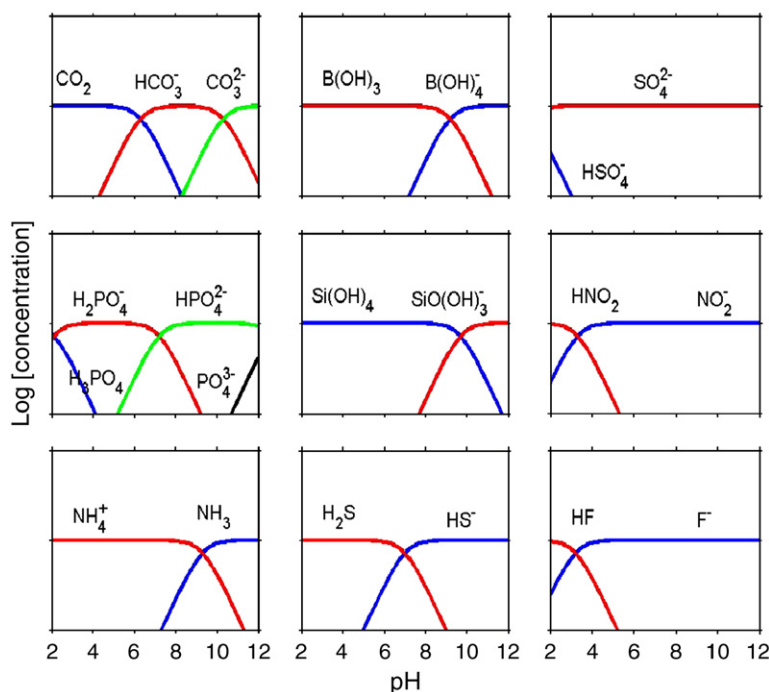 CO₂ HCO₃⁻ CO₃²⁻
B(OH)₃ B(OH)₄⁻
SO₄²⁻
HSO₄⁻
H₂PO₄⁻ HPO₄²⁻
H₃PO₄ PO₄³⁻
Si(OH)₄ SiO(OH)₃⁻
HNO₂ NO₂⁻
NH₄⁺ NH₃
H₂S HS⁻
HF F⁻
Log [concentration]
2 4 6 8 10 12
2 4 6 8 10 12
2 4 6 8 10 12
pH